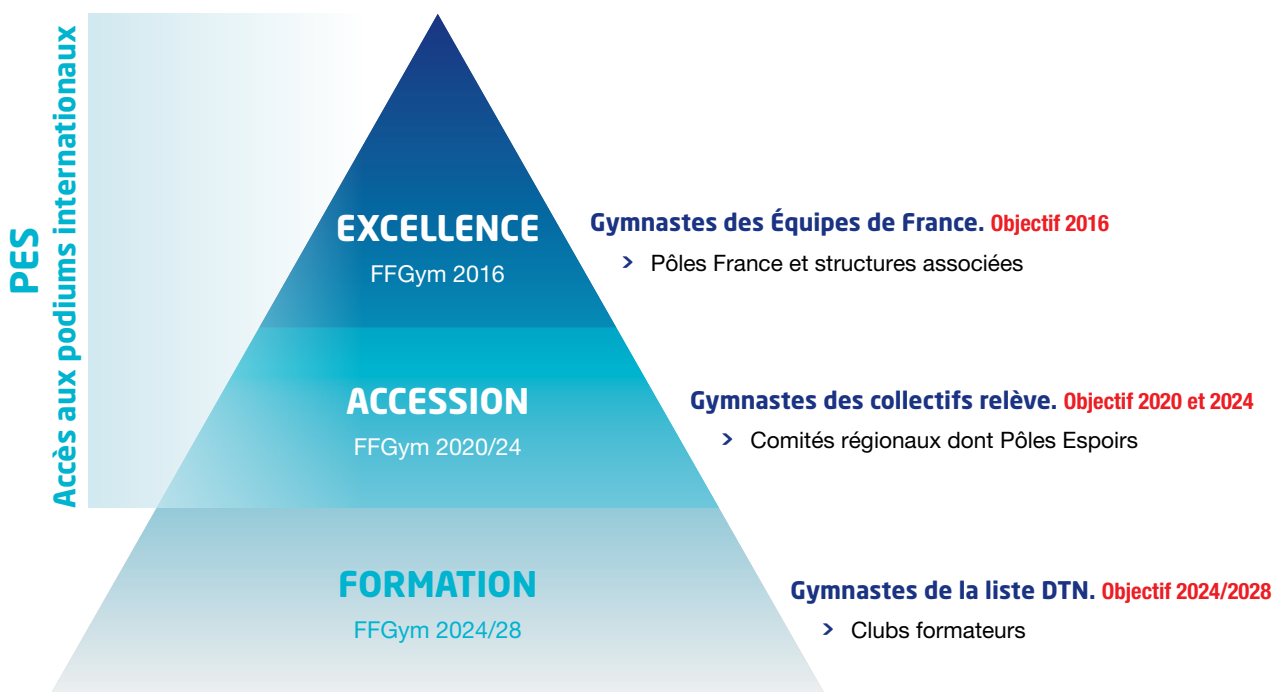 PES
Accès aux podiums internationaux
EXCELLENCE
FFGym 2016
Gymnastes des Équipes de France. Objectif 2016
> Pôles France et structures associées
ACCESSION
FFGym 2020/24
Gymnastes des collectifs relève. Objectif 2020 et 2024
> Comités régionaux dont Pôles Espoirs
FORMATION
FFGym 2024/28
Gymnastes de la liste DTN. Objectif 2024/2028
> Clubs formateurs